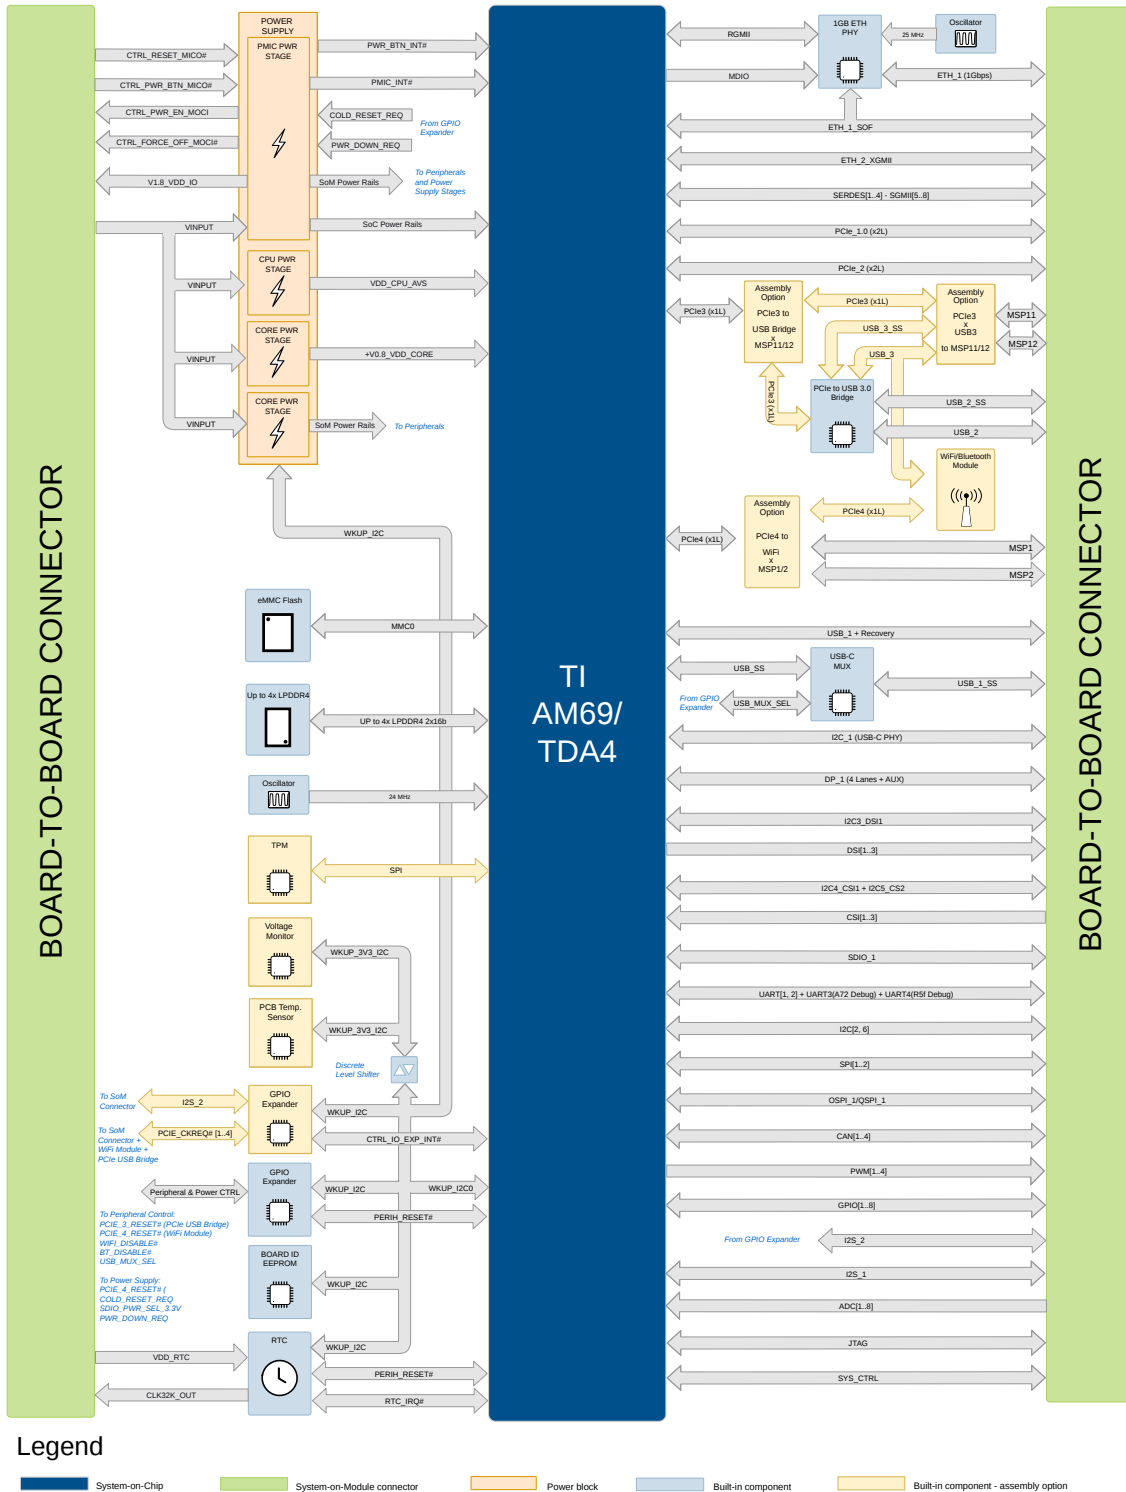 BOARD-TO-BOARD CONNECTOR
CTRL_RESET_MICO#
CTRL_PWR_BTN_MICO#
CTRL_PWR_EN_MOCI
CTRL_FORCE_OFF_MOCI#
V1.8_VDD_IO
VINPUT
VINPUT
VINPUT
VINPUT
POWER
SUPPLY
PMIC PWR
STAGE
CPU PWR
STAGE
CORE PWR
STAGE
CORE PWR
STAGE
PWR_BTN_INT#
PMIC_INT#
COLD_RESET_REQ
PWR_DOWN_REQ
From GPIO
Expander
SoM Power Rails
To Peripherals
and Power
Supply Stages
SoC Power Rails
VDD_CPU_AVS
+V0.8_VDD_CORE
SoM Power Rails
To Peripherals
WKUP_I2C
eMMC Flash
MMC0
Up to 4x LPDDR4
UP to 4x LPDDR4 2x16b
Oscillator
24 MHz
TPM
SPI
Voltage
Monitor
WKUP_3V3_I2C
PCB Temp.
Sensor
WKUP_3V3_I2C
Discrete
Level Shifter
To SoM
Connector
I2S_2
To SoM
Connector +
WiFi Module +
PCIe USB Bridge
PCIE_CKREQ# [1..4]
GPIO
Expander
WKUP_I2C
CTRL_IO_EXP_INT#
Peripheral & Power CTRL
GPIO
Expander
WKUP_I2C
WKUP_I2C0
PERIH_RESET#
To Peripheral Control:
PCIE_3_RESET# (PCIe USB Bridge)
PCIE_4_RESET# (WiFi Module)
WIFI_DISABLE#
BT_DISABLE#
USB_MUX_SEL
To Power Supply:
PCIE_4_RESET# (
COLD_RESET_REQ
SDIO_PWR_SEL_3.3V
PWR_DOWN_REQ
BOARD ID
EEPROM
WKUP_I2C
RTC
VDD_RTC
CLK32K_OUT
WKUP_I2C
PERIH_RESET#
RTC_IRQ#
TI
AM69/
TDA4
RGMII
MDIO
1GB ETH
PHY
25 MHz
Oscillator
ETH_1 (1Gbps)
ETH_1_SOF
ETH_2_XGMII
SERDES[1..4] - SGMII[5..8]
PCIe_1.0 (x2L)
PCIe_2 (x2L)
PCIe3 (x1L)
Assembly
Option
PCIe3 to
USB Bridge
x
MSP11/12
PCIe3 (x1L)
USB_3_SS
USB_3
Assembly
Option
PCIe3
x
USB3
to MSP11/12
MSP11
MSP12
PCIe3 (x1L)
PCIe to USB 3.0
Bridge
USB_2_SS
USB_2
WiFi/Bluetooth
Module
PCIe4 (x1L)
Assembly
Option
PCIe4 to
WiFi
x
MSP1/2
PCIe4 (x1L)
MSP1
MSP2
USB_1 + Recovery
USB_SS
From GPIO
Expander
USB_MUX_SEL
USB-C
MUX
USB_1_SS
I2C_1 (USB-C PHY)
DP_1 (4 Lanes + AUX)
I2C3_DSI1
DSI[1..3]
I2C4_CSI1 + I2C5_CS2
CSI[1..3]
SDIO_1
UART[1, 2] + UART3(A72 Debug) + UART4(R5f Debug)
I2C[2, 6]
SPI[1..2]
OSPI_1/QSPI_1
CAN[1..4]
PWM[1..4]
GPIO[1..8]
From GPIO Expander
I2S_2
I2S_1
ADC[1..8]
JTAG
SYS_CTRL
BOARD-TO-BOARD CONNECTOR
Legend
System-on-Chip
System-on-Module connector
Power block
Built-in component
Built-in component - assembly option